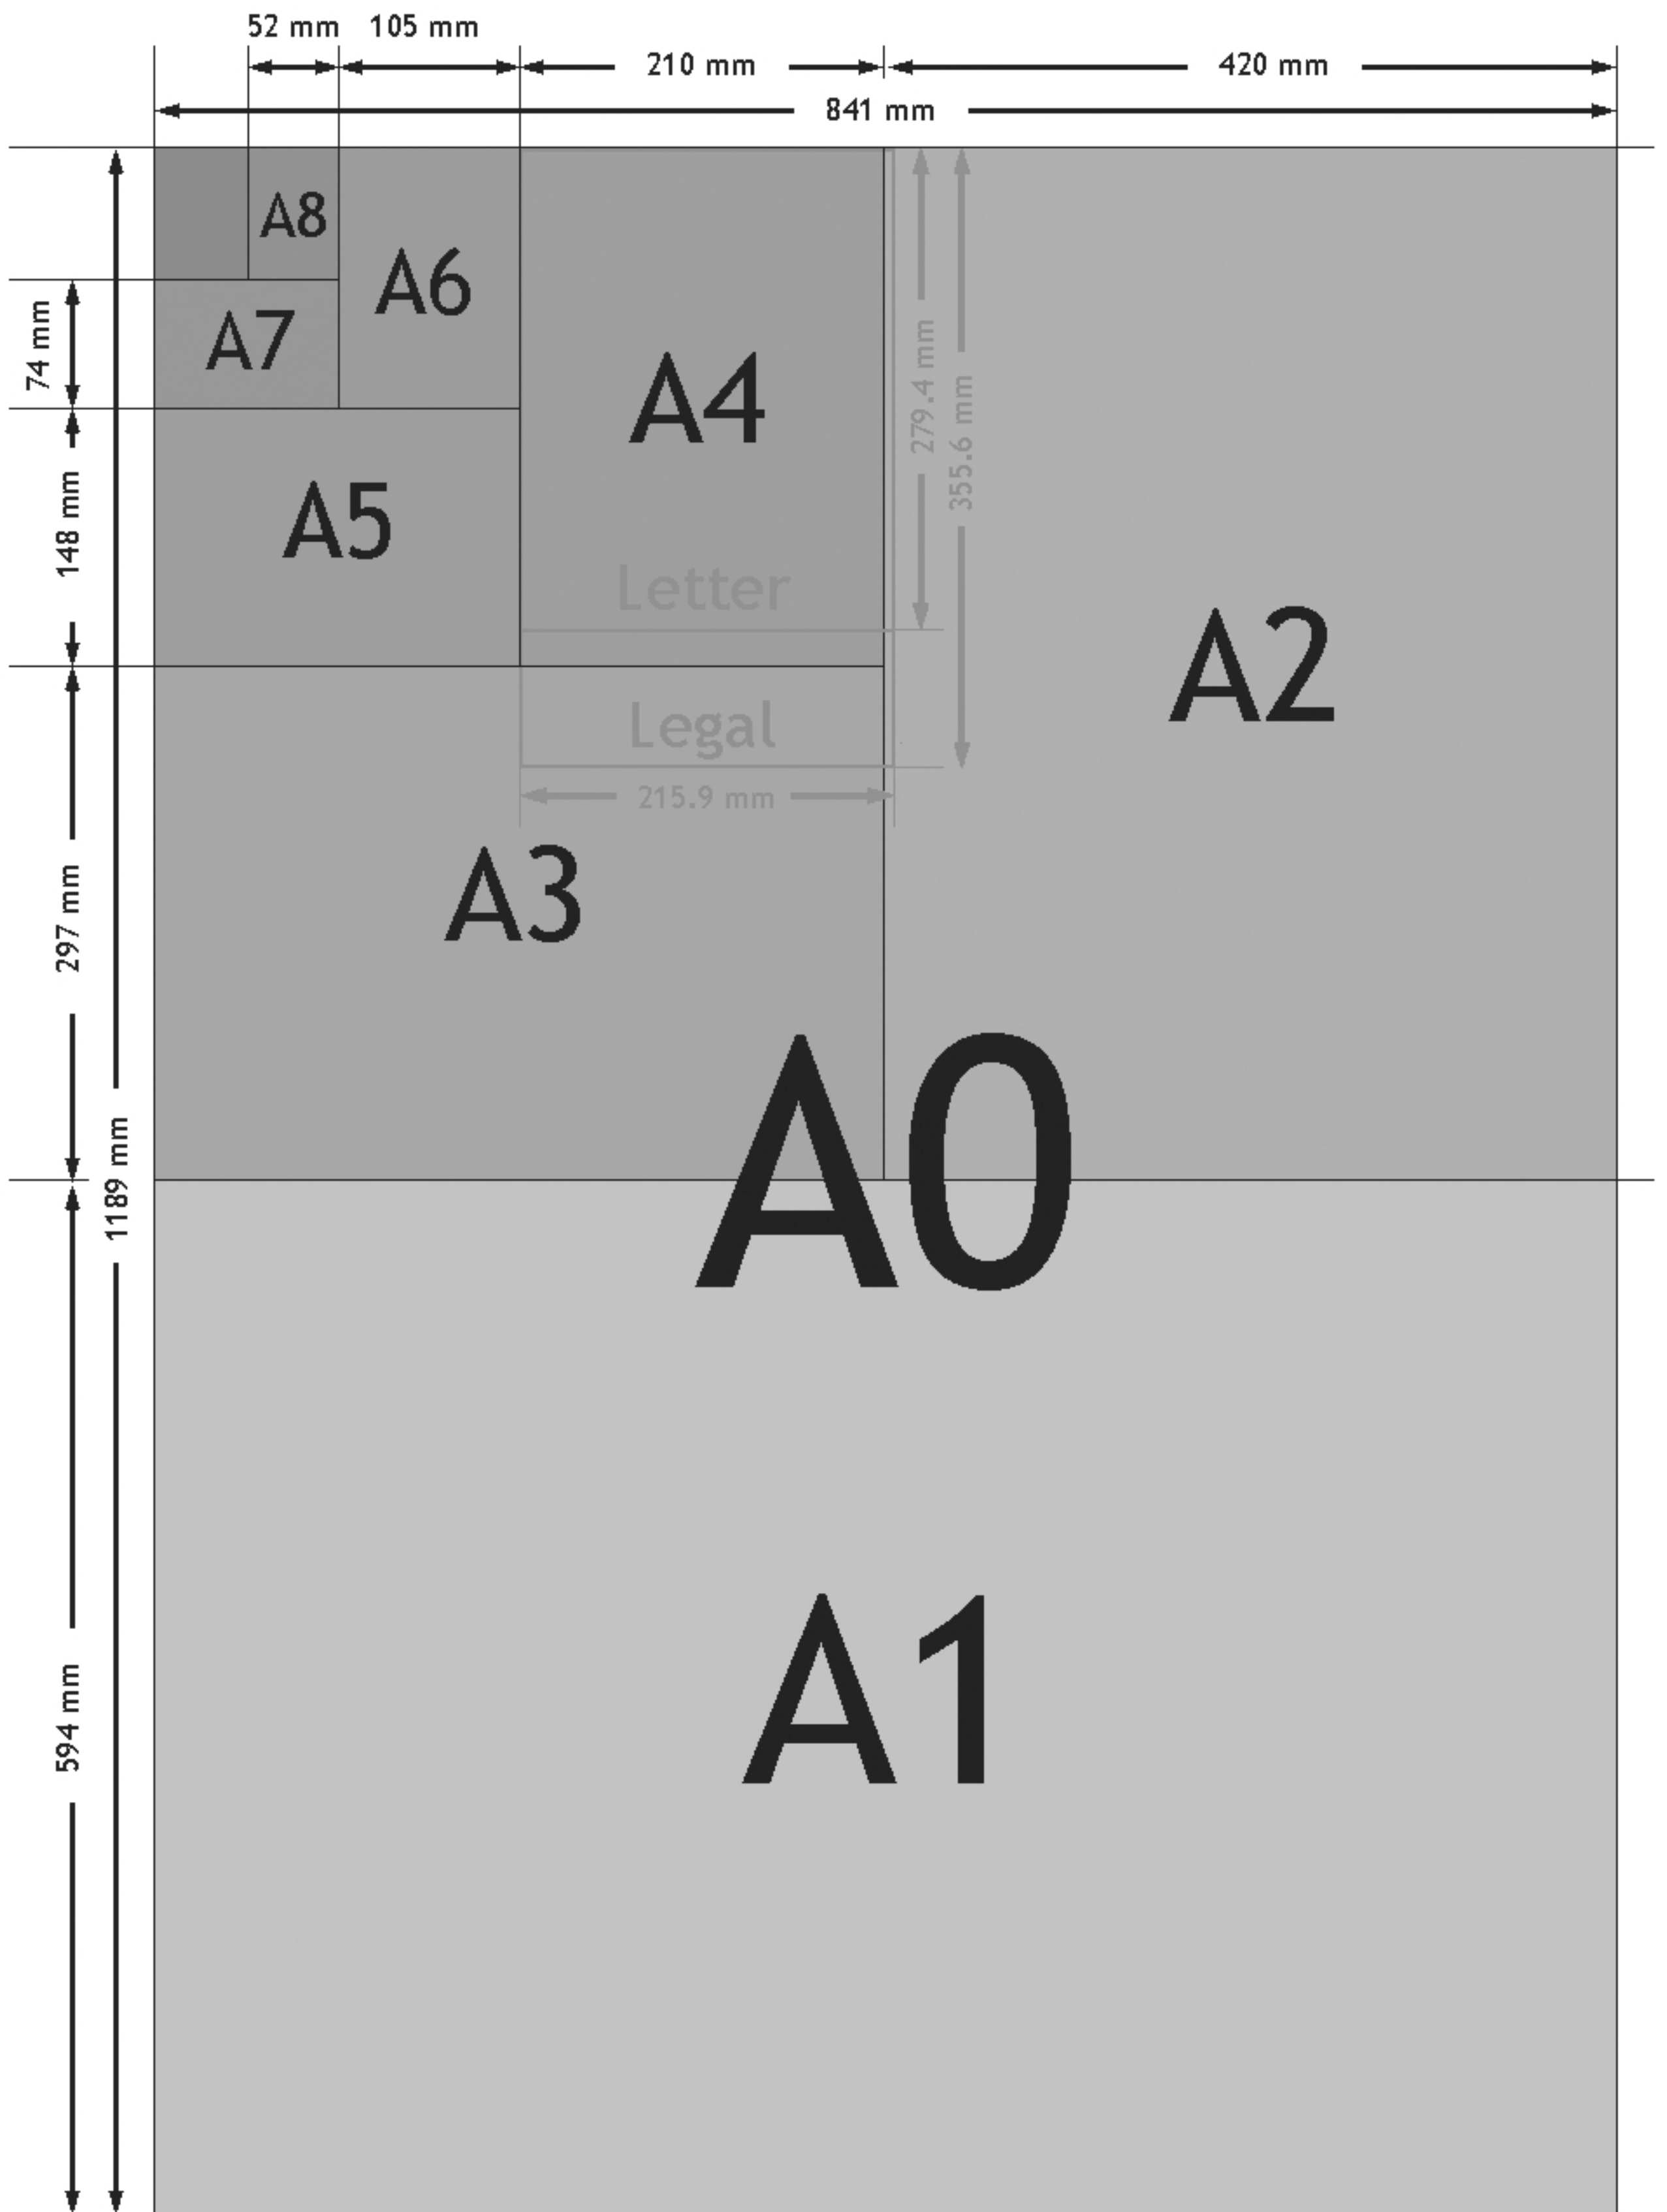 52 mm 105 mm
210 mm 420 mm
841 mm
A8
A6
A7
74 mm
A4
279.4 mm
355.6 mm
A5
148 mm
Letter
A2
Legal
215.9 mm
A3
297 mm
A0
1189 mm
A1
594 mm